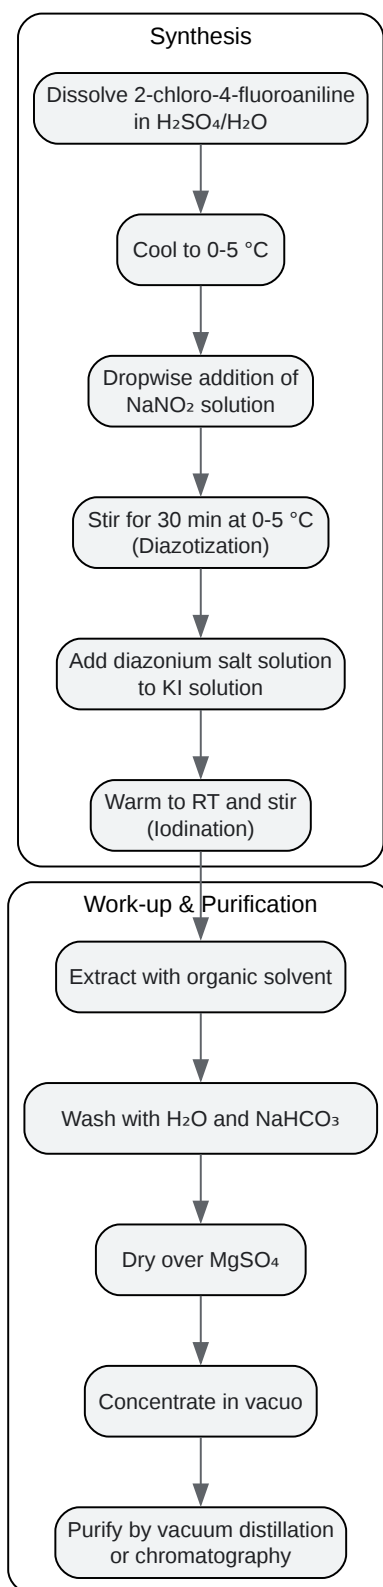 Synthesis
Dissolve 2-chloro-4-fluoroaniline
in H₂SO₄/H₂O
Cool to 0-5 °C
Dropwise addition of
NaNO₂ solution
Stir for 30 min at 0-5 °C
(Diazotization)
Add diazonium salt solution
to KI solution
Warm to RT and stir
(Iodination)
Work-up & Purification
Extract with organic solvent
Wash with H₂O and NaHCO₃
Dry over MgSO₄
Concentrate in vacuo
Purify by vacuum distillation
or chromatography